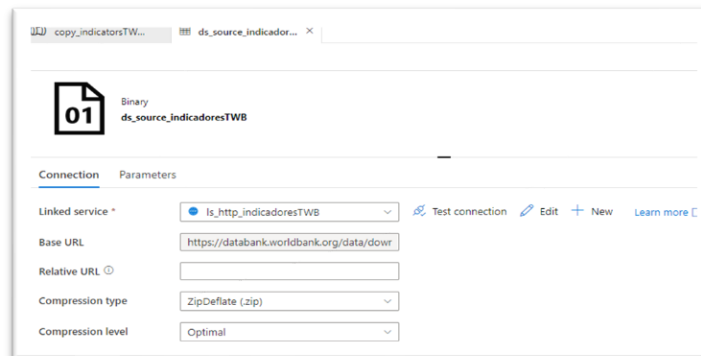 copy_indicatorsTW... ds_source_indicador... ×
01
Binary
ds_source_indicadoresTWB
Connection Parameters
Linked service * ls_http_indicadoresTWB Test connection Edit + New Learn more
Base URL https://databank.worldbank.org/data/dowr
Relative URL
Compression type ZipDeflate (.zip)
Compression level Optimal